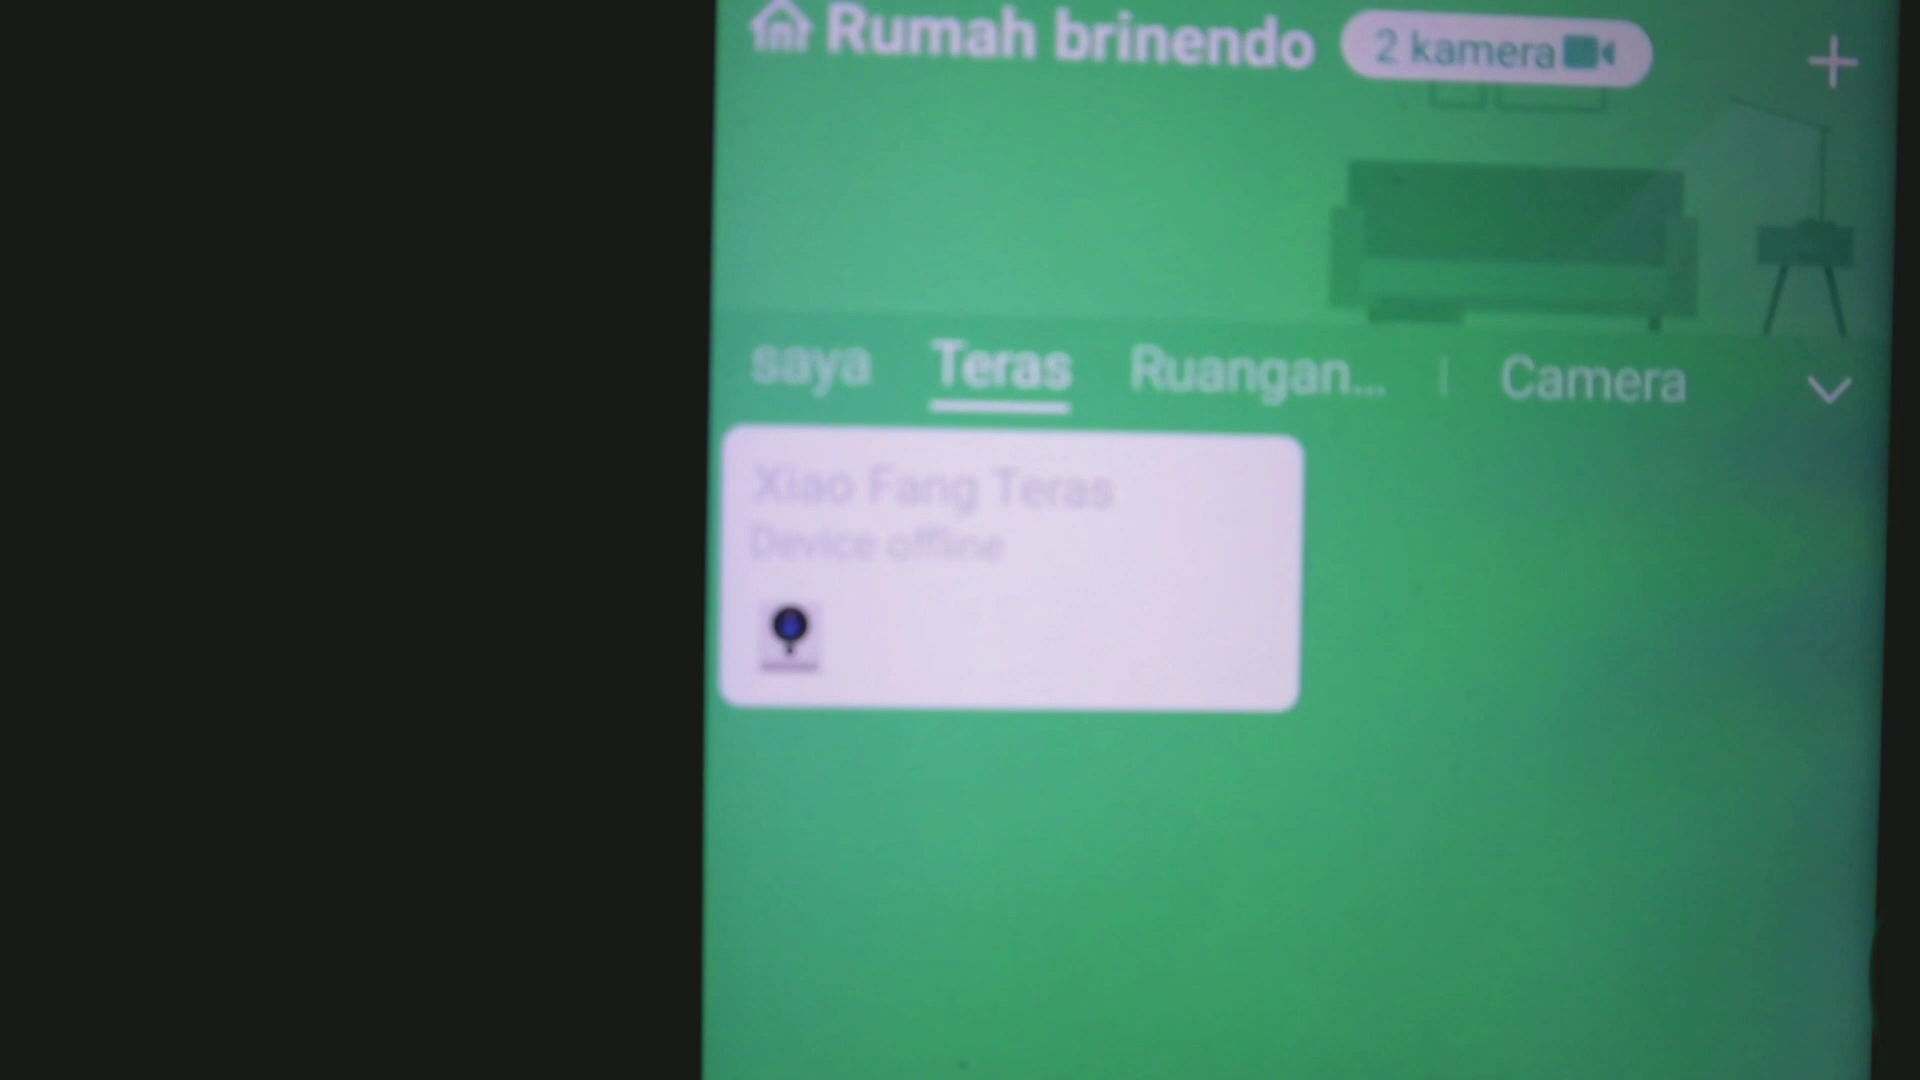 Rumah brinendo 2 kamera
saya Teras Ruangan... Camera
Xiao Fang Teras
Device offline